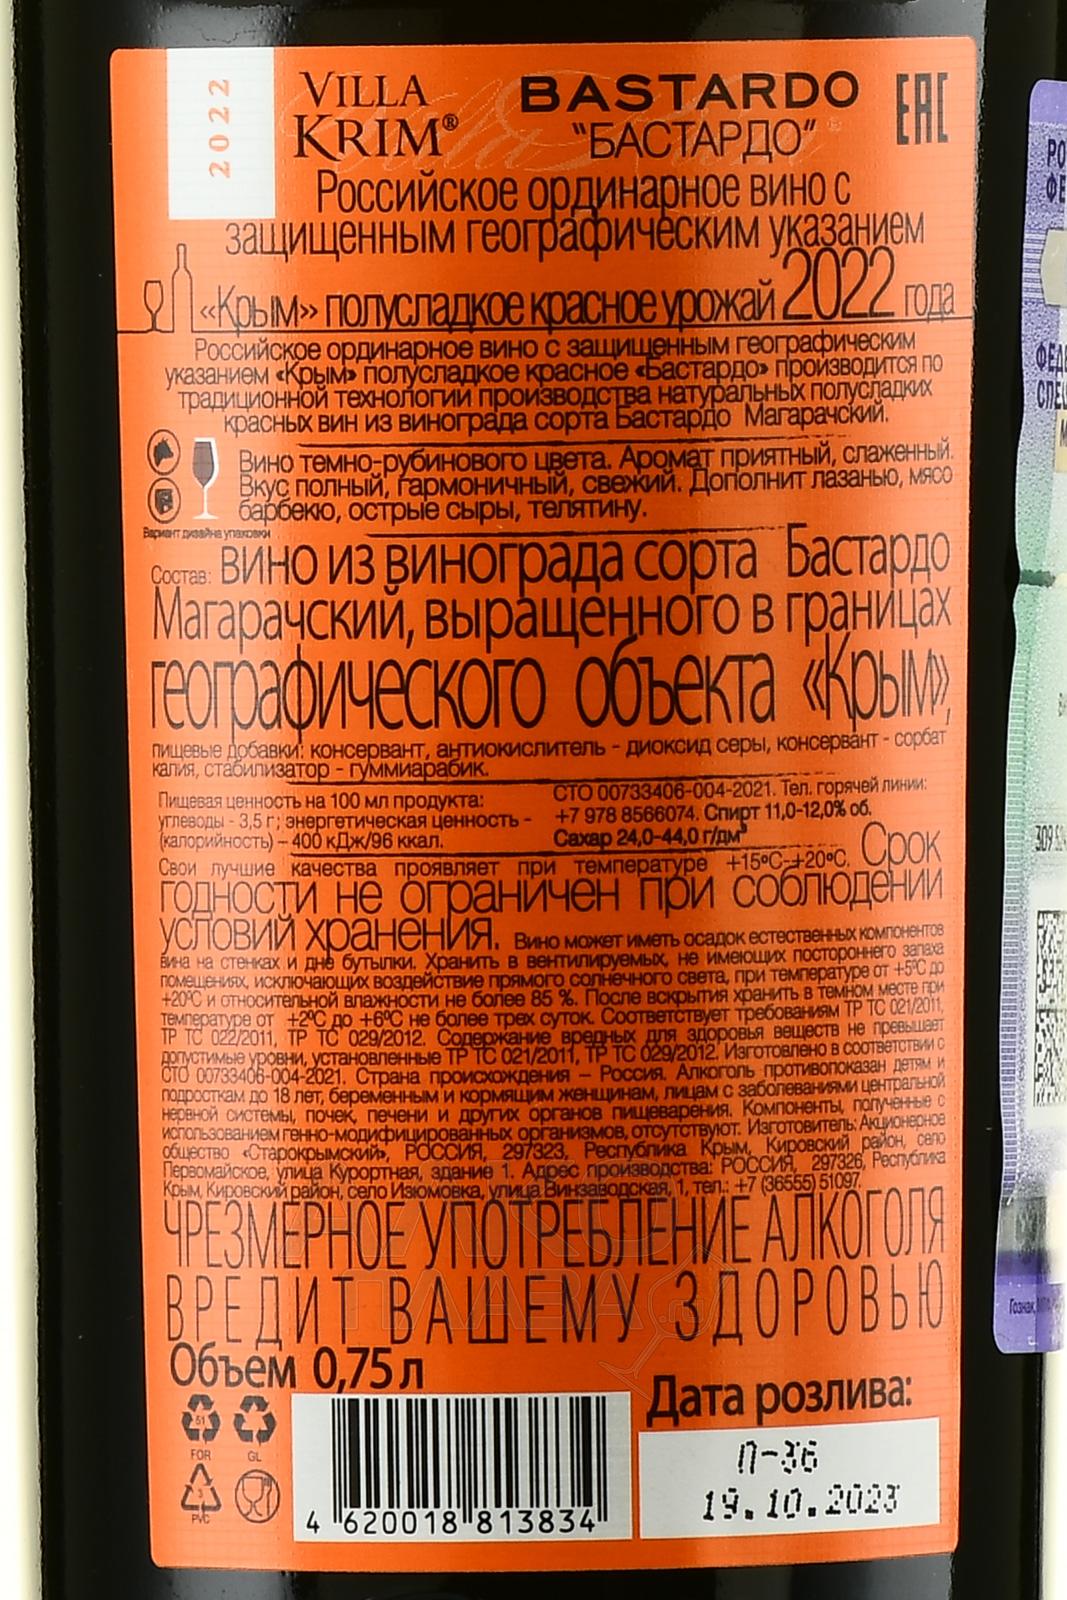 2022
VILLA
KRIM®
BASTARDO
"БАСТАРДО"
ЕАС
Российское ординарное вино с
защищенным географическим указанием
«Крым» полусладкое красное урожай 2022 года
Российское ординарное вино с защищенным географическим
указанием «Крым» полусладкое красное «Бастардо» производится по
традиционной технологии производства натуральных полусладких
красных вин из винограда сорта Бастардо Магарачский.
Вино темно-рубинового цвета. Аромат приятный, слаженный.
Вкус полный, гармоничный, свежий. Дополнит лазанью, мясо
барбекю, острые сыры, телятину.
Вариант дизайна упаковки
Состав: вино из винограда сорта Бастардо
Магарачский, выращенного в границах
географического объекта «Крым»,
пищевые добавки: консервант, антиокислитель - диоксид серы, консервант - сорбат
калия, стабилизатор - гуммиарабик.
Пищевая ценность на 100 мл продукта:
углеводы - 3,5 г; энергетическая ценность -
(калорийность) – 400 кДж/96 ккал.
СТО 00733406-004-2021. Тел. горячей линии:
+7 978 8566074. Спирт 11,0-12,0% об.
Сахар 24,0-44,0 г/дм³
Свои лучшие качества проявляет при температуре +15°С-+20°С. Срок
годности не ограничен при соблюдении
условий хранения. Вино может иметь осадок естественных компонентов
вина на стенках и дне бутылки. Хранить в вентилируемых, не имеющих постороннего запаха
помещениях, исключающих воздействие прямого солнечного света, при температуре от +5°С до
+20°С и относительной влажности не более 85 %. После вскрытия хранить в темном месте при
температуре от +2°С до +6°С не более трех суток. Соответствует требованиям ТР ТС 021/2011,
ТР ТС 022/2011, ТР ТС 029/2012. Содержание вредных для здоровья веществ не превышает
допустимые уровни, установленные ТР ТС 021/2011, ТР ТС 029/2012. Изготовлено в соответствии с
СТО 00733406-004-2021. Страна происхождения – Россия. Алкоголь противопоказан детям и
подросткам до 18 лет, беременным и кормящим женщинам, лицам с заболеваниями центральной
нервной системы, почек, печени и других органов пищеварения. Компоненты, полученные с
использованием генно-модифицированных организмов, отсутствуют. Изготовитель: Акционерное
общество «Старокрымский», РОССИЯ, 297323, Республика Крым, Кировский район, село
Первомайское, улица Курортная, здание 1. Адрес производства: РОССИЯ, 297326, Республика
Крым, Кировский район, село Изюмовка, улица Винзаводская, 1, тел.: +7 (36555) 51097.
ЧРЕЗМЕРНОЕ УПОТРЕБЛЕНИЕ АЛКОГОЛЯ
ВРЕДИТ ВАШЕМУ ЗДОРОВЬЮ
Объем 0,75 л
Дата розлива:
51
FOR
GL
3
PVC
П-36
19.10.2023
4 620018 813834